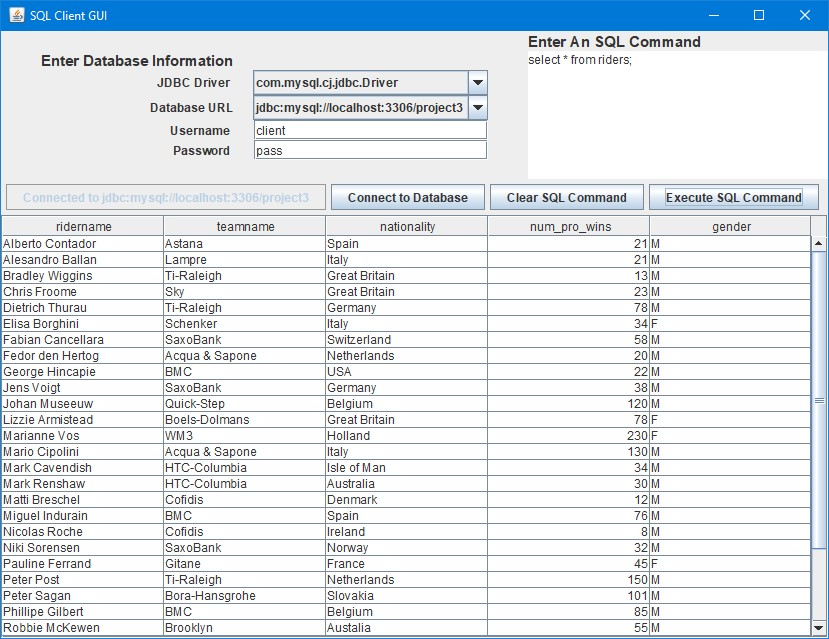 SQL Client GUI
Enter Database Information
JDBC Driver com.mysql.cj.jdbc.Driver
Database URL jdbc:mysql://localhost:3306/project3
Username client
Password pass
Enter An SQL Command
select * from riders;
Connected to jdbc:mysql://localhost:3306/project3 Connect to Database Clear SQL Command Execute SQL Command
ridername teamname nationality num_pro_wins gender
Alberto Contador Astana Spain 21 M
Alesandro Ballan Lampre Italy 21 M
Bradley Wiggins Ti-Raleigh Great Britain 13 M
Chris Froome Sky Great Britain 23 M
Dietrich Thurau Ti-Raleigh Germany 78 M
Elisa Borghini Schenker Italy 34 F
Fabian Cancellara SaxoBank Switzerland 58 M
Fedor den Hertog Acqua & Sapone Netherlands 20 M
George Hincapie BMC USA 22 M
Jens Voigt SaxoBank Germany 38 M
Johan Museeuw Quick-Step Belgium 120 M
Lizzie Armistead Boels-Dolmans Great Britain 78 F
Marianne Vos WM3 Holland 230 F
Mario Cipolini Acqua & Sapone Italy 130 M
Mark Cavendish HTC-Columbia Isle of Man 34 M
Mark Renshaw HTC-Columbia Australia 30 M
Matti Breschel Cofidis Denmark 12 M
Miguel Indurain BMC Spain 76 M
Nicolas Roche Cofidis Ireland 8 M
Niki Sorensen SaxoBank Norway 32 M
Pauline Ferrand Gitane France 45 F
Peter Post Ti-Raleigh Netherlands 150 M
Peter Sagan Bora-Hansgrohe Slovakia 101 M
Phillipe Gilbert BMC Belgium 85 M
Robbie McKewen Brooklyn Austalia 55 M